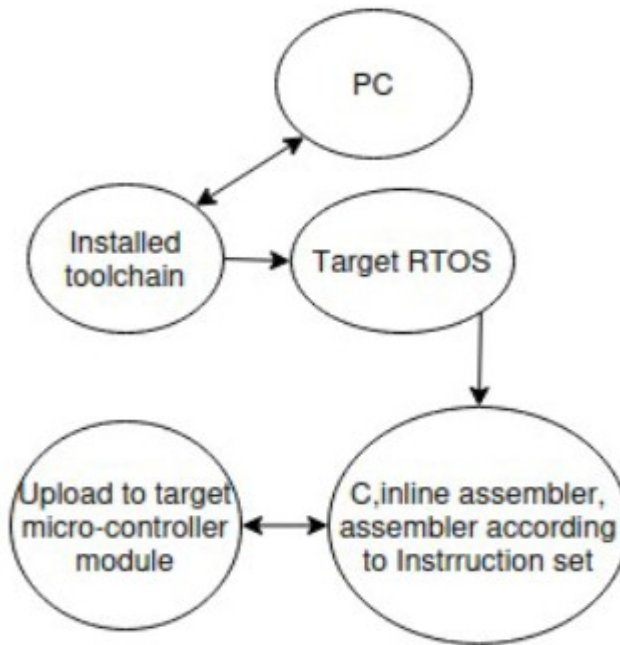 PC
Installed
toolchain
Target RTOS
Upload to target
micro-controller
module
C,inline assembler,
assembler according
to Instrruction set